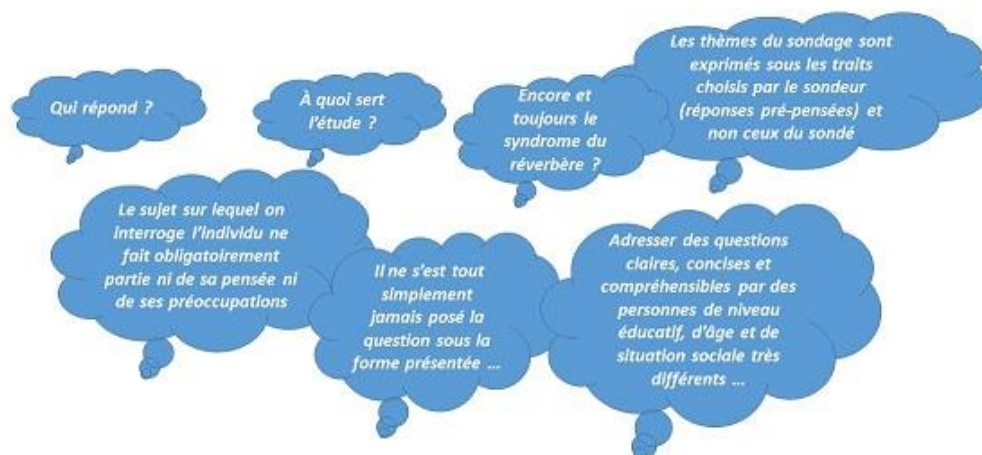 Qui répond ?
À quoi sert
l'étude ?
Encore et
toujours le
syndrome du
réverbère ?
Les thèmes du sondage sont
exprimés sous les traits
choisis par le sondeur
(réponses pré-pensées) et
non ceux du sondé
Le sujet sur lequel on
interroge l'individu ne
fait obligatoirement
partie ni de sa pensée ni
de ses préoccupations
Il ne s'est tout
simplement
jamais posé la
question sous la
forme présentée ...
Adresser des questions
claires, concises et
compréhensibles par des
personnes de niveau
éducatif, d'âge et de
situation sociale très
différents ...